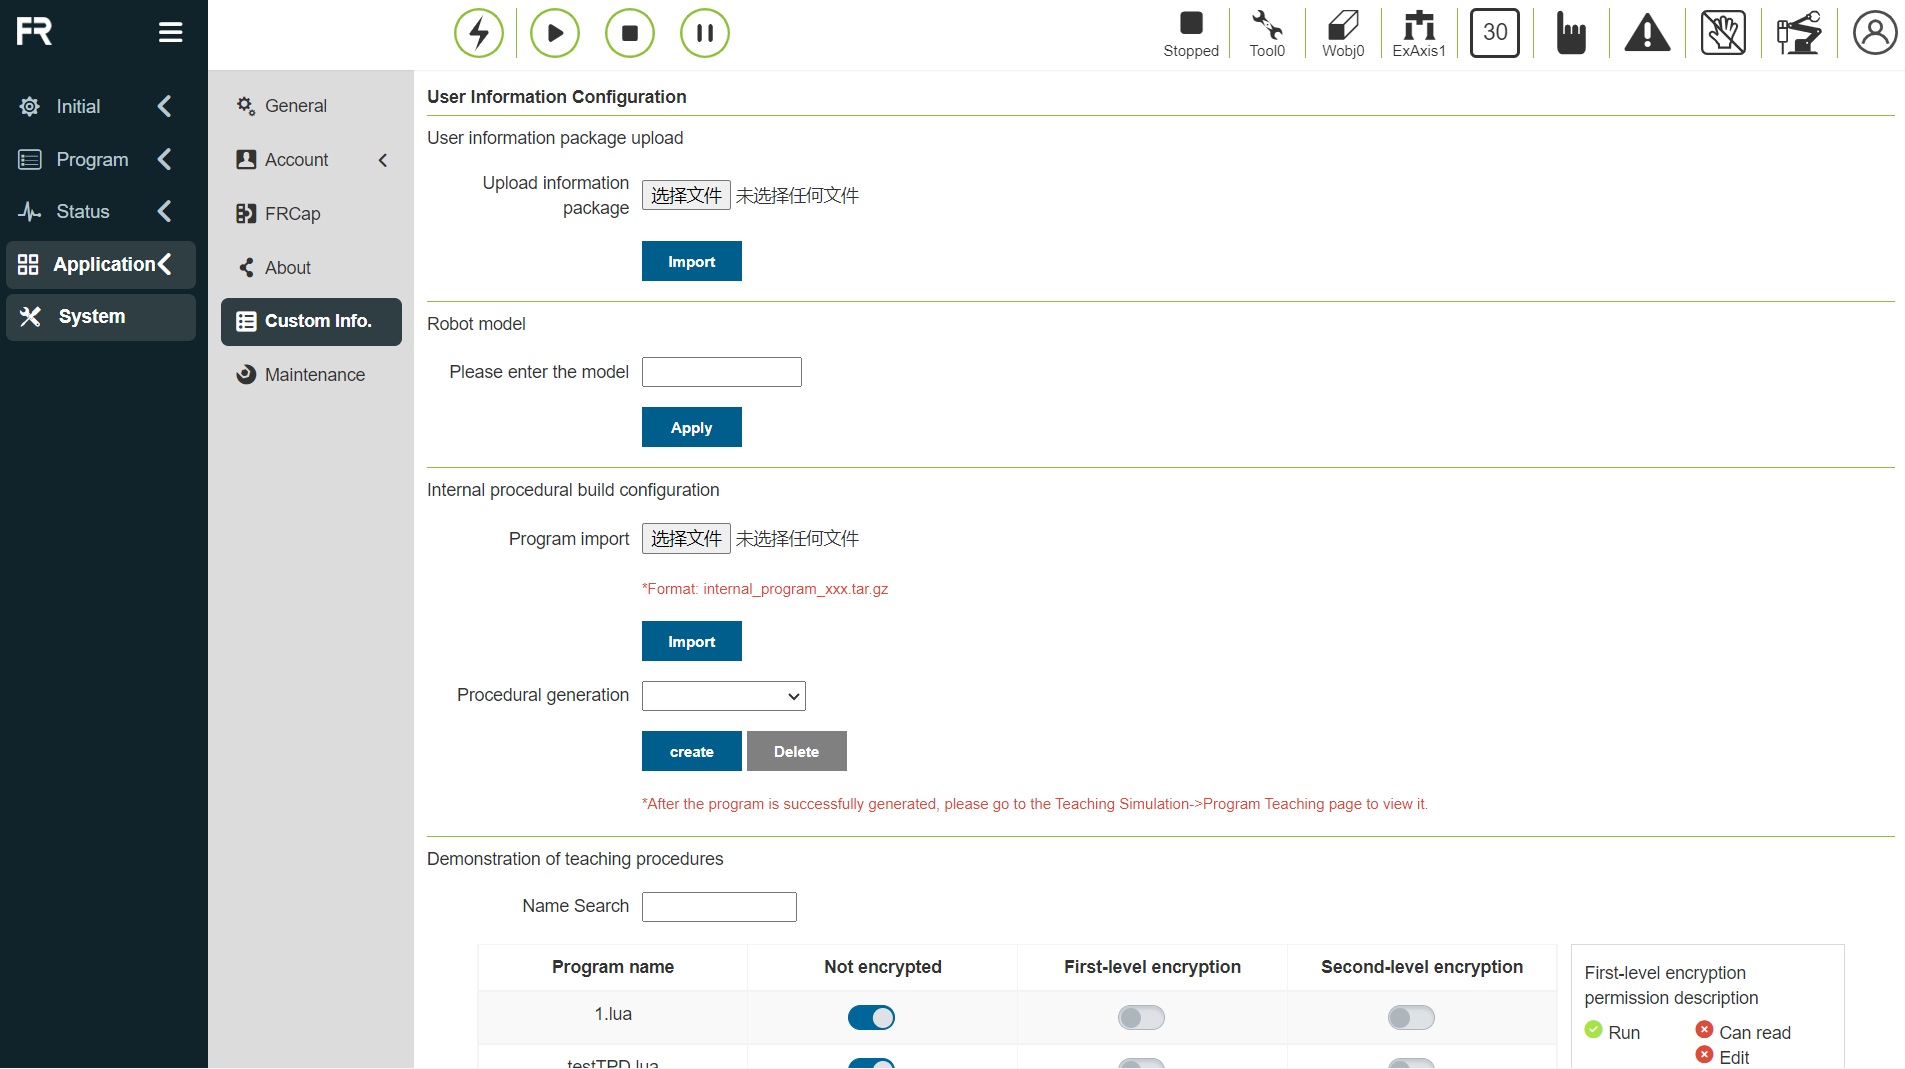 FR
Stopped
Tool0
Wobj0
ExAxis1
30
Initial
Program
Status
Application
System
General
Account
FRCap
About
Custom Info.
Maintenance
User Information Configuration
User information package upload
Upload information
package
选择文件 未选择任何文件
Import
Robot model
Please enter the model
Apply
Internal procedural build configuration
Program import 选择文件 未选择任何文件
*Format: internal_program_xxx.tar.gz
Import
Procedural generation
create Delete
*After the program is successfully generated, please go to the Teaching Simulation->Program Teaching page to view it.
Demonstration of teaching procedures
Name Search
Program name Not encrypted First-level encryption Second-level encryption
1.lua
testTPD.lua
First-level encryption
permission description
Run Can read
Edit